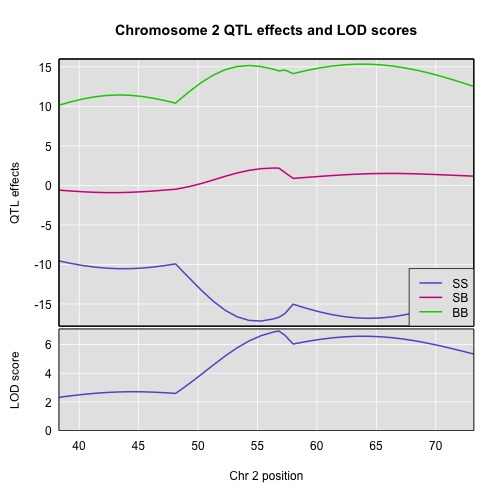 Chromosome 2 QTL effects and LOD scores
QTL effects
15
10
5
0
-5
-10
-15
SS
SB
BB
LOD score
6
4
2
0
40 45 50 55 60 65 70
Chr 2 position